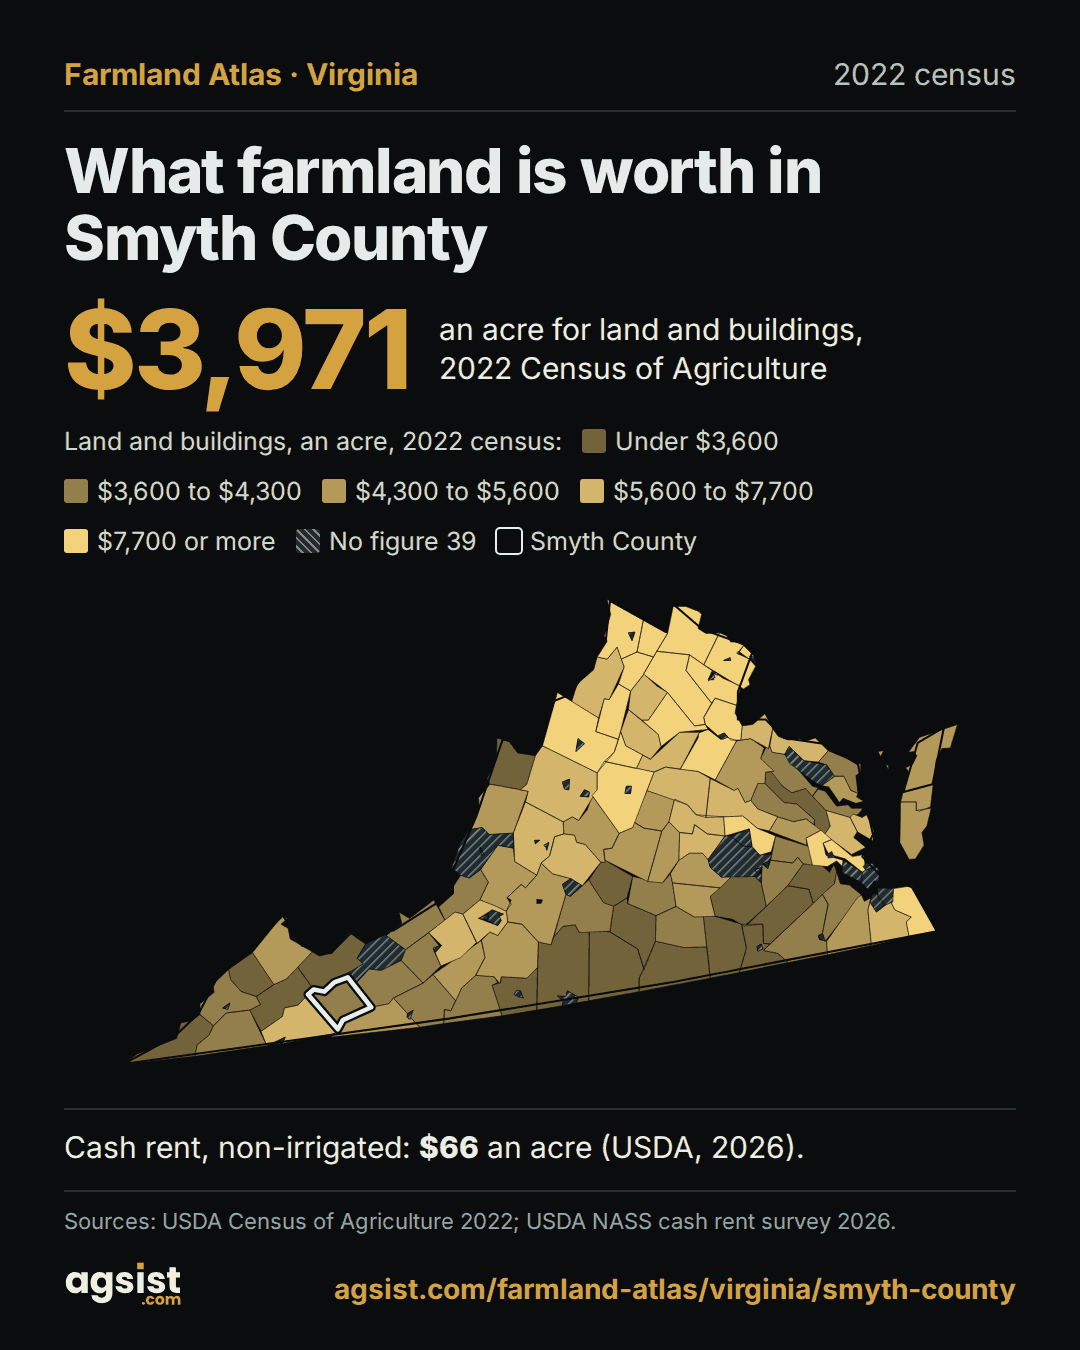 Farmland Atlas · Virginia
2022 census
What farmland is worth in
Smyth County
$3,971
an acre for land and buildings,
2022 Census of Agriculture
Land and buildings, an acre, 2022 census: Under $3,600
$3,600 to $4,300 $4,300 to $5,600 $5,600 to $7,700
$7,700 or more No figure 39 Smyth County
Cash rent, non-irrigated: $66 an acre (USDA, 2026).
Sources: USDA Census of Agriculture 2022; USDA NASS cash rent survey 2026.
agsist
.com
agsist.com/farmland-atlas/virginia/smyth-county